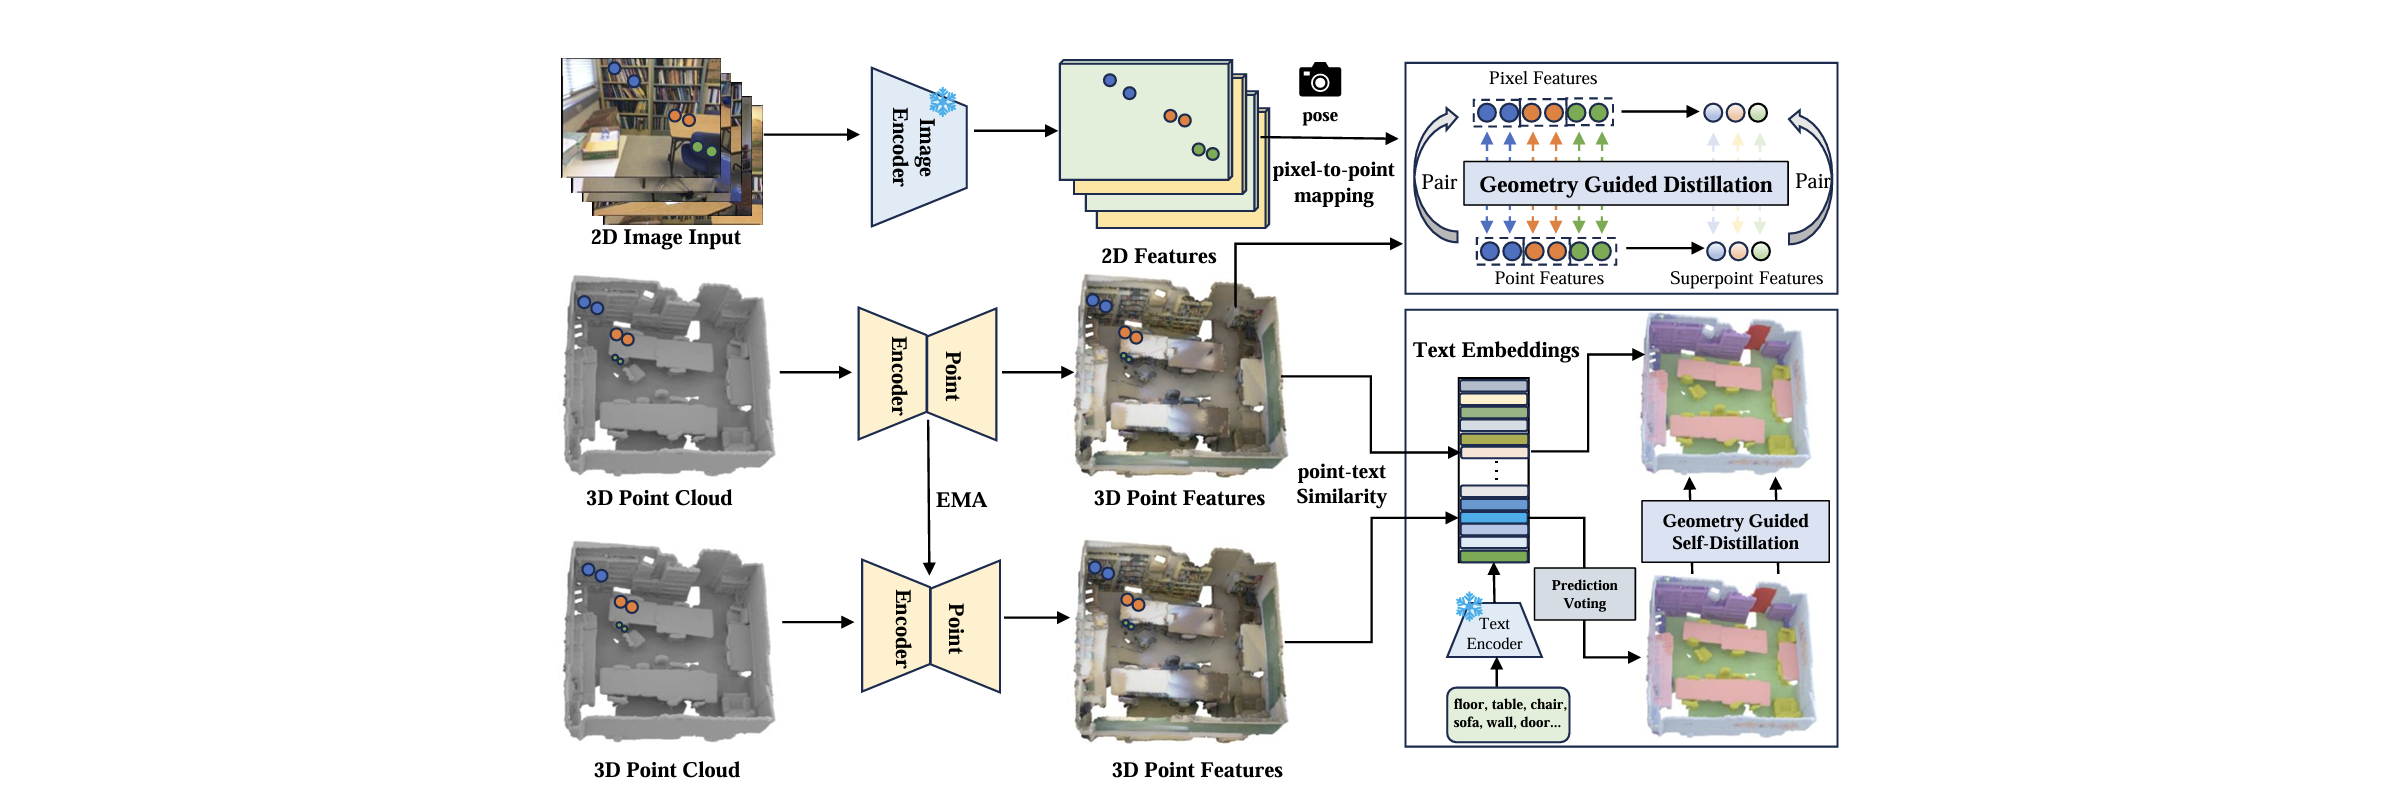 2D Image Input
Image
Encoder
2D Features
pose
pixel-to-point
mapping
Pixel Features
Pair
Geometry Guided Distillation
Pair
Point Features
Superpoint Features
3D Point Cloud
Encoder
Point
3D Point Features
EMA
point-text
Similarity
Text Embeddings
Geometry Guided
Self-Distillation
Prediction
Voting
Text
Encoder
floor, table, chair,
sofa, wall, door...
3D Point Cloud
Encoder
Point
3D Point Features